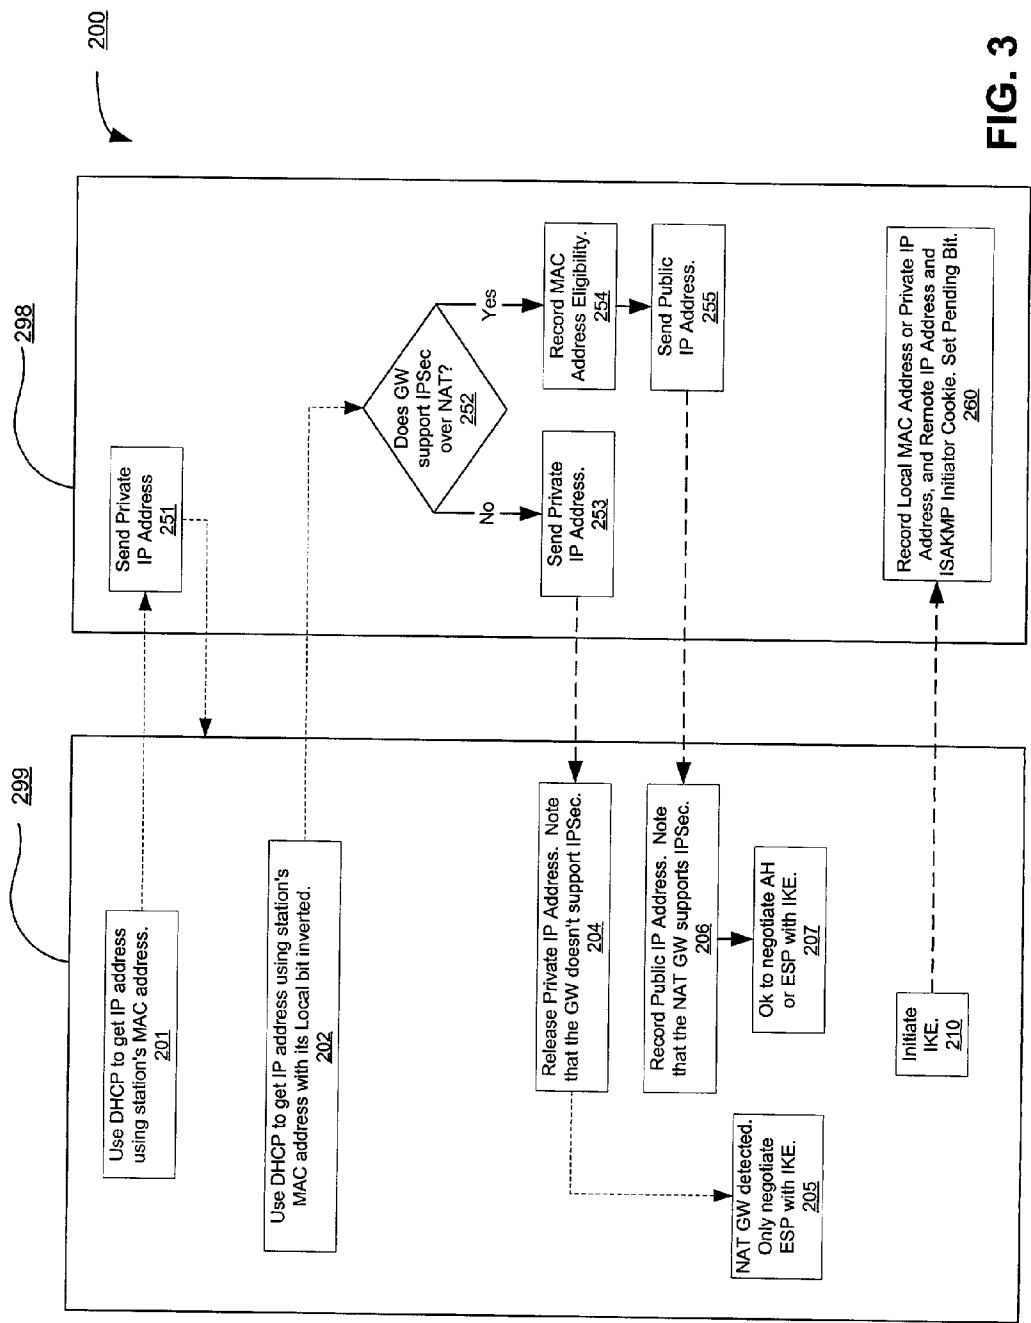 200
299
298
Use DHCP to get IP address
using station's MAC address.
201
Send Private
IP Address
251
Use DHCP to get IP address using station's
MAC address with its Local bit inverted.
202
Does GW
support IPSec
over NAT?
252
No
Yes
Send Private
IP Address.
253
Record MAC
Address Eligibility.
254
Release Private IP Address. Note
that the GW doesn't support IPSec.
204
Send Public
IP Address.
255
Record Public IP Address. Note
that the NAT GW supports IPSec.
206
NAT GW detected.
Only negotiate
ESP with IKE.
205
Ok to negotiate AH
or ESP with IKE.
207
Initiate
IKE.
210
Record Local MAC Address or Private IP
Address, and Remote IP Address and
ISAKMP Initiator Cookie. Set Pending Bit.
260
FIG. 3